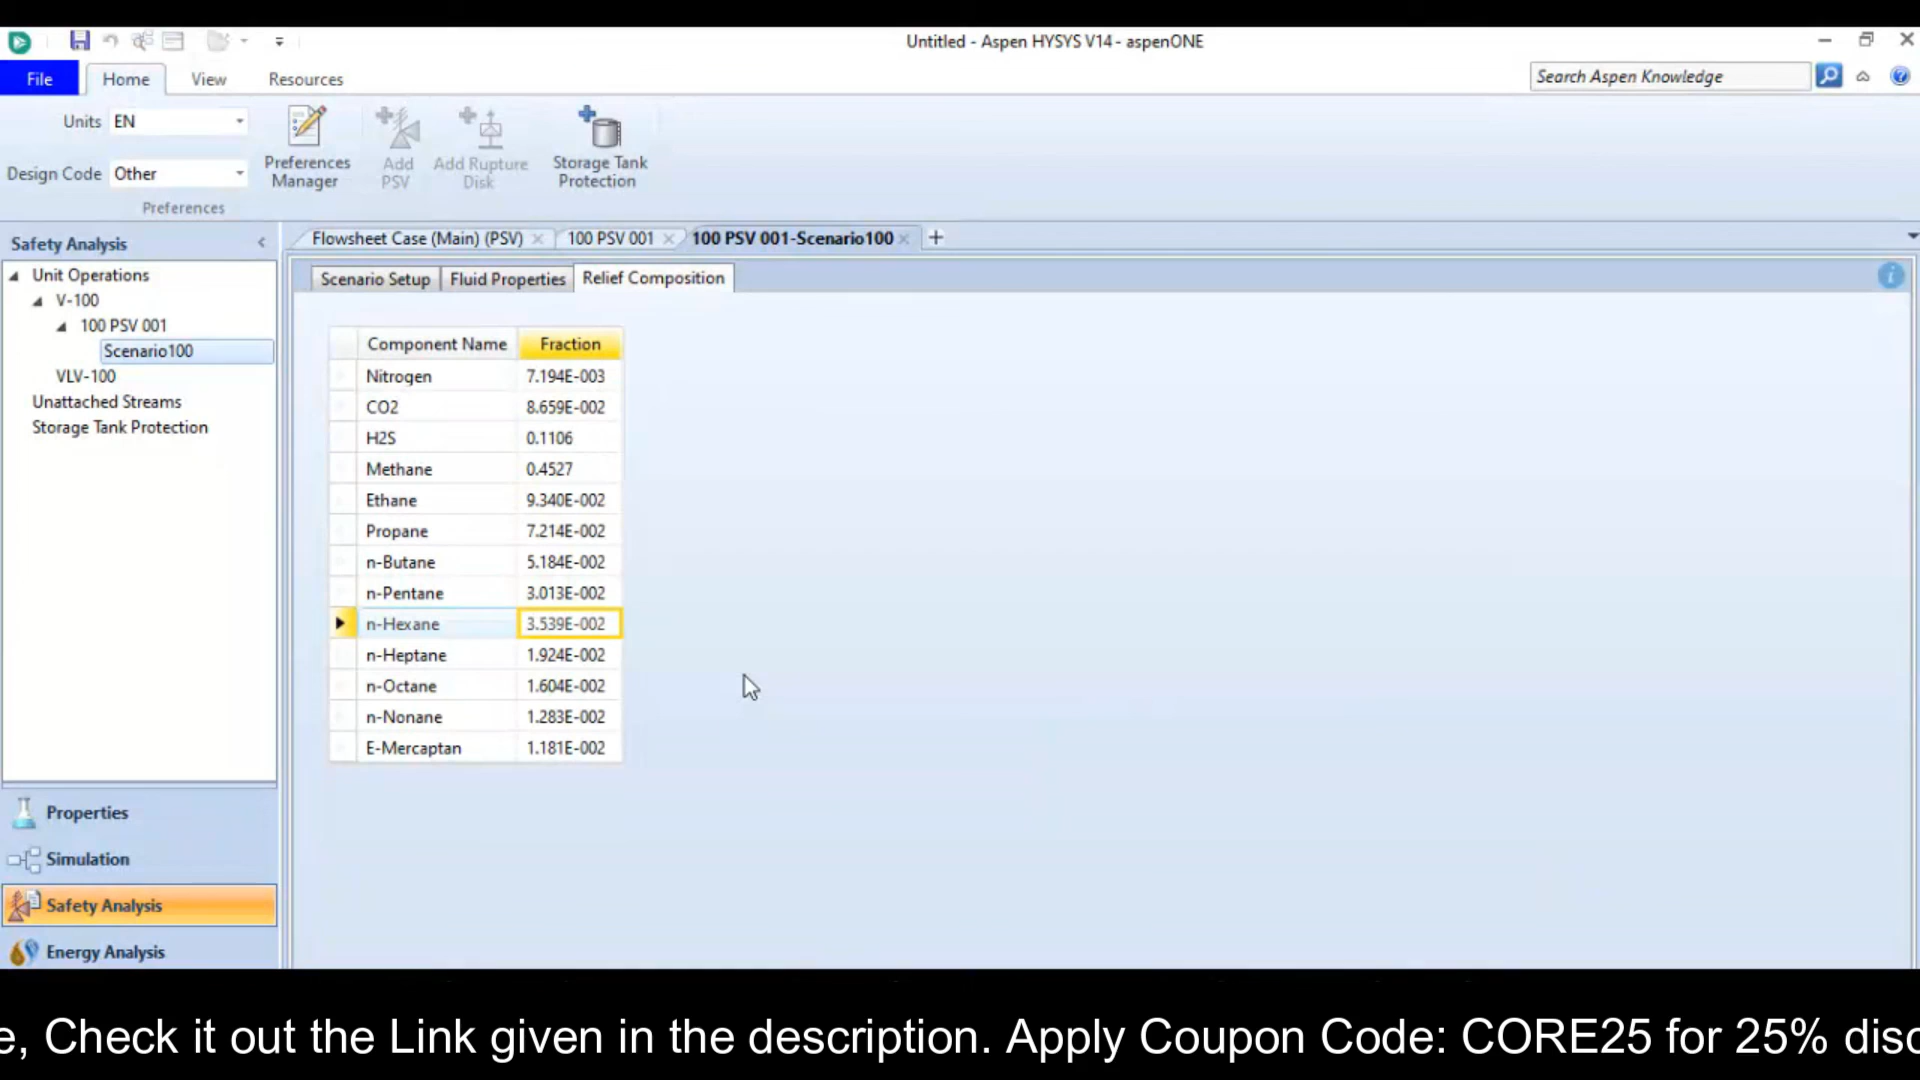 Untitled - Aspen HYSYS V14 - aspenONE
File Home View Resources
Search Aspen Knowledge
Units EN
Design Code Other
Preferences
Manager
Add
PSV
Add Rupture
Disk
Storage Tank
Protection
Preferences
Safety Analysis
Flowsheet Case (Main) (PSV) 100 PSV 001 100 PSV 001-Scenario100
Unit Operations
V-100
100 PSV 001
Scenario100
VLV-100
Unattached Streams
Storage Tank Protection
Properties
Simulation
Safety Analysis
Energy Analysis
Scenario Setup Fluid Properties Relief Composition
Component Name Fraction
Nitrogen 7.194E-003
CO2 8.659E-002
H2S 0.1106
Methane 0.4527
Ethane 9.340E-002
Propane 7.214E-002
n-Butane 5.184E-002
n-Pentane 3.013E-002
n-Hexane 3.539E-002
n-Heptane 1.924E-002
n-Octane 1.604E-002
n-Nonane 1.283E-002
E-Mercaptan 1.181E-002
e, Check it out the Link given in the description. Apply Coupon Code: CORE25 for 25% disc